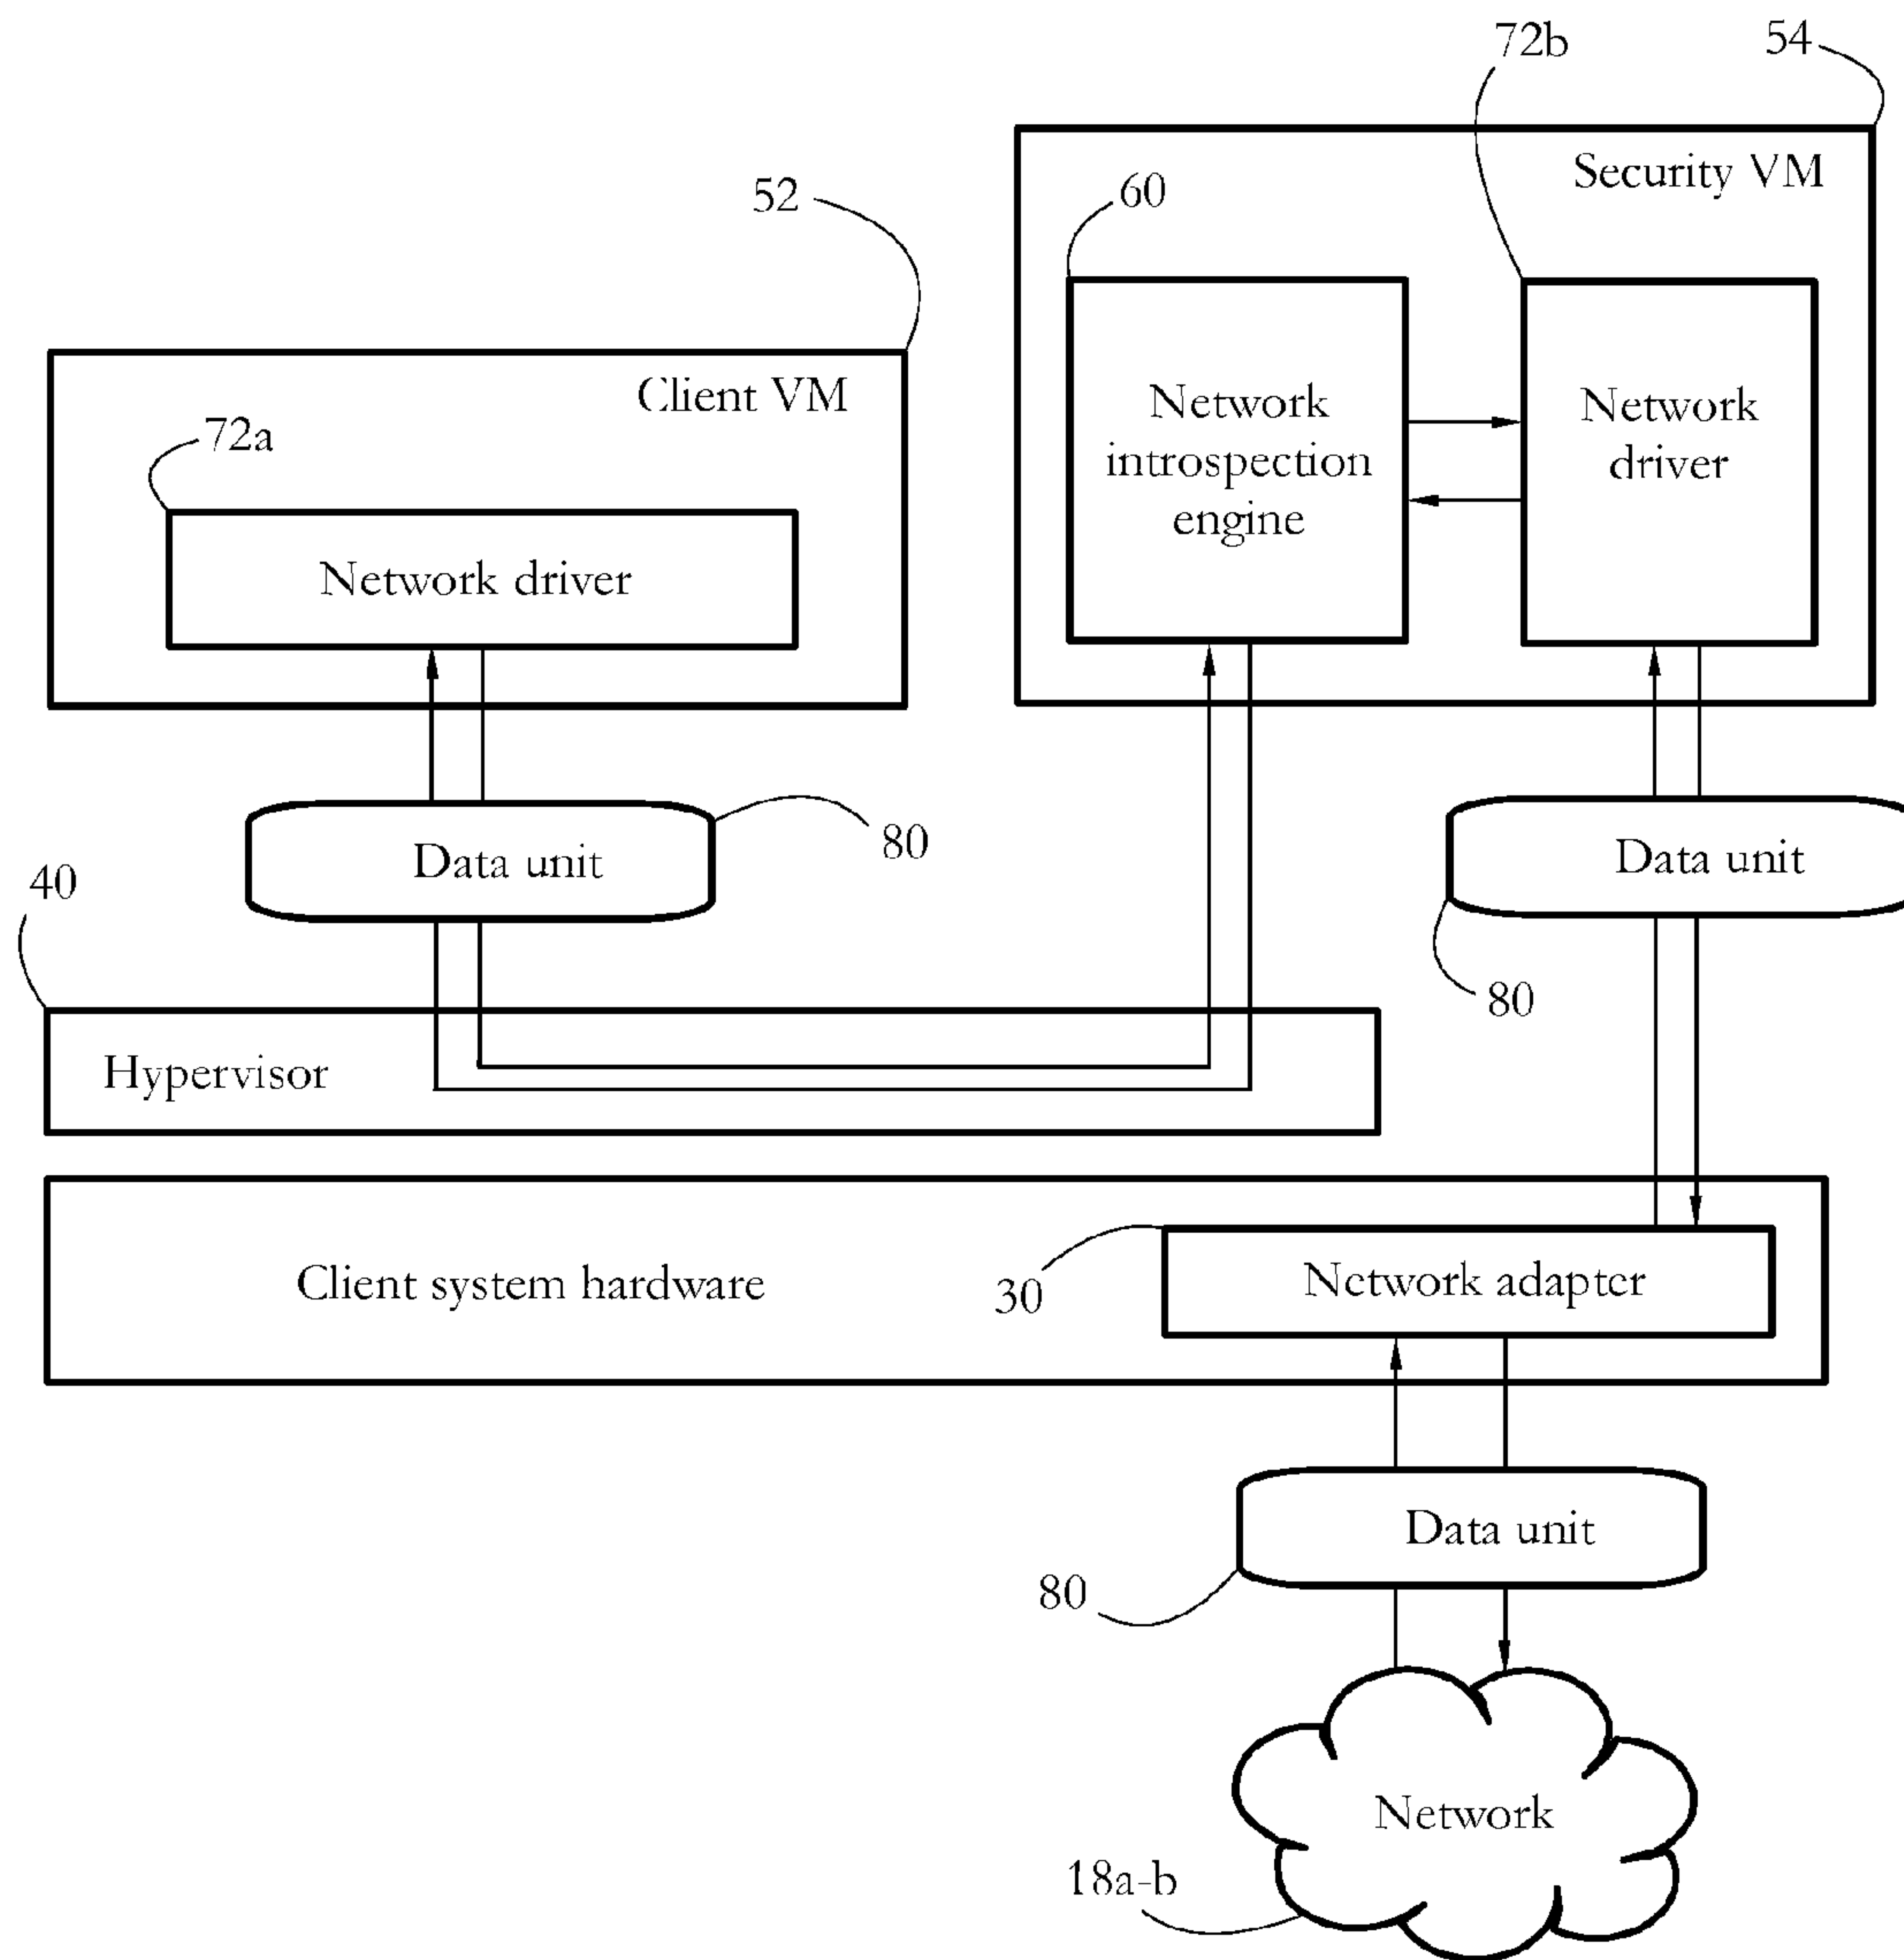 72b
54
Security VM
60
52
Network
introspection
engine
Network
driver
Client VM
72a
Network driver
Data unit
80
Data unit
80
40
Hypervisor
Client system hardware
30
Network adapter
Data unit
80
Network
18a-b